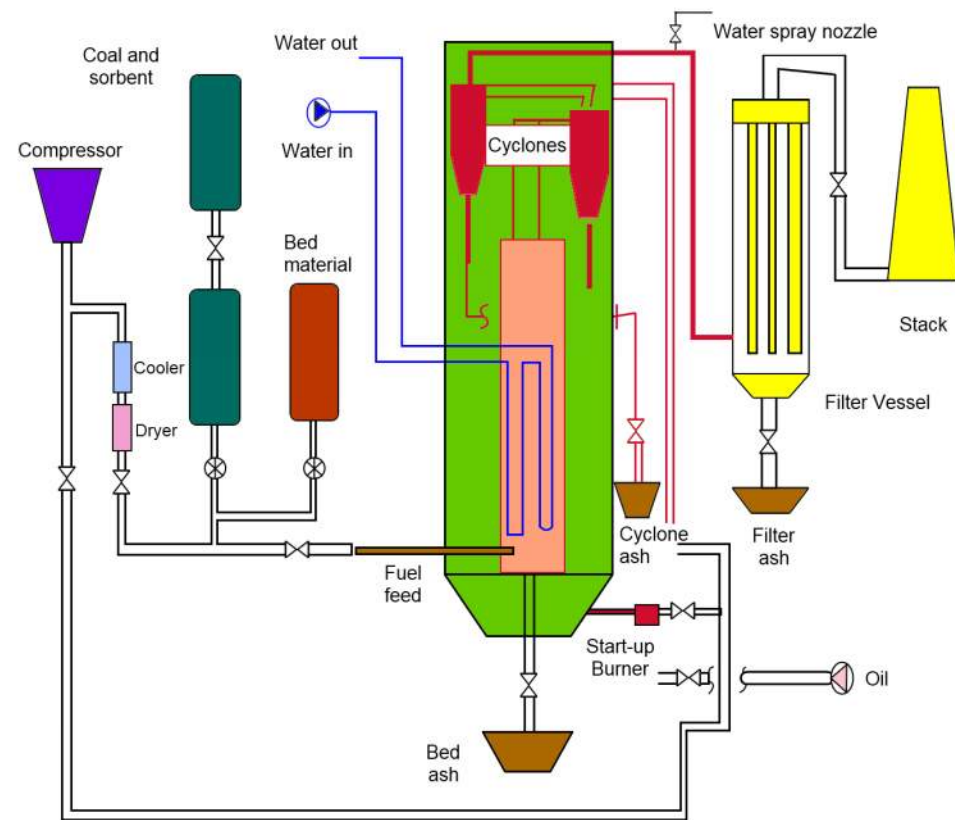 Water out
Water spray nozzle
Coal and
sorbent
Compressor
Water in
Cyclones
Bed
material
Stack
Cooler
Filter Vessel
Dryer
Cyclone
ash
Filter
ash
Fuel
feed
Start-up
Burner
Oil
Bed
ash